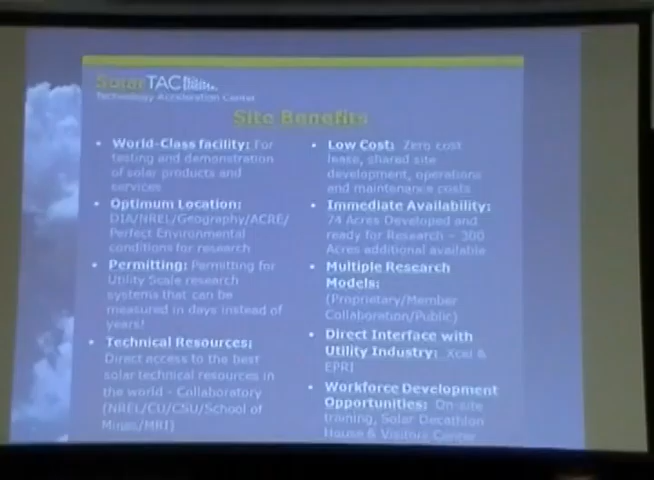 SolarTAC
Technology Acceleration Center
Site Benefits
• World-Class facility: For
testing and demonstration
of solar products and
services
• Optimum Location:
DIA/NREL/Geography/ACRE/
Perfect Environmental
conditions for research
• Permitting: Permitting for
Utility Scale research
systems that can be
measured in days instead of
years!
• Technical Resources:
Direct access to the best
solar technical resources in
the world - Collaboratory
(NREL/CU/CSU/School of
Mines/MRI)
• Low Cost: Zero cost
lease, shared site
development, operations
and maintenance costs
• Immediate Availability:
74 Acres Developed and
ready for Research – 300
Acres additional available
• Multiple Research
Models:
(Proprietary/Member
Collaboration/Public)
• Direct Interface with
Utility Industry: Xcel &
EPRI
• Workforce Development
Opportunities: On-site
training, Solar Decathlon
House & Visitors Center